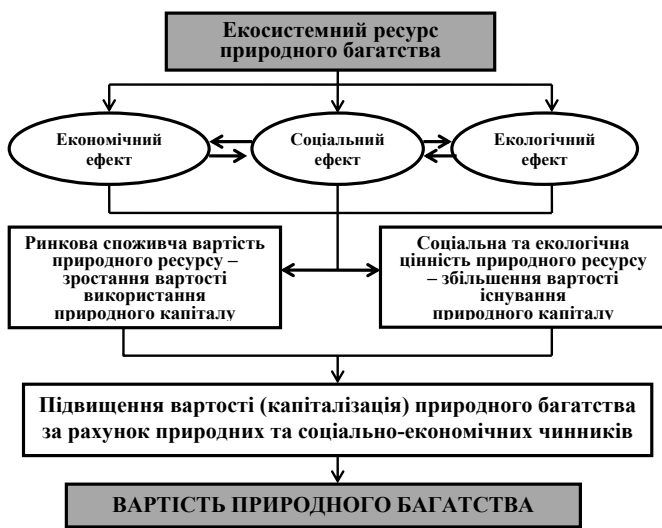 Екосистемний ресурс
природного багатства
Економічний
ефект
Соціальний
ефект
Екологічний
ефект
Ринкова споживча вартість
природного ресурсу –
зростання вартості
використання
природного капіталу
Соціальна та екологічна
цінність природного ресурсу
– збільшення вартості
існування
природного капіталу
Підвищення вартості (капіталізація) природного багатства
за рахунок природних та соціально-економічних чинників
ВАРТІСТЬ ПРИРОДНОГО БАГАТСТВА